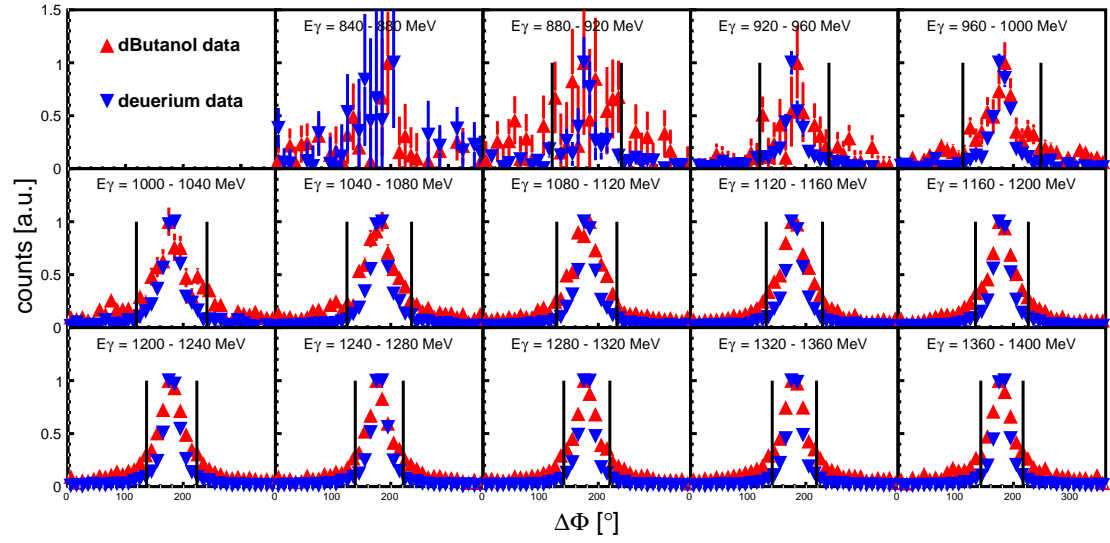 1.5
1
0.5
0
dButanol data
deuerium data
Eγ = 840 - 880 MeV
Eγ = 880 - 920 MeV
Eγ = 920 - 960 MeV
Eγ = 960 - 1000 MeV
counts [a.u.]
1
0.5
0
Eγ = 1000 - 1040 MeV
Eγ = 1040 - 1080 MeV
Eγ = 1080 - 1120 MeV
Eγ = 1120 - 1160 MeV
Eγ = 1160 - 1200 MeV
1
0.5
0
Eγ = 1200 - 1240 MeV
Eγ = 1240 - 1280 MeV
Eγ = 1280 - 1320 MeV
Eγ = 1320 - 1360 MeV
Eγ = 1360 - 1400 MeV
0 100 200 0 100 200 0 100 200 0 100 200 0 100 200 300
ΔΦ [°]